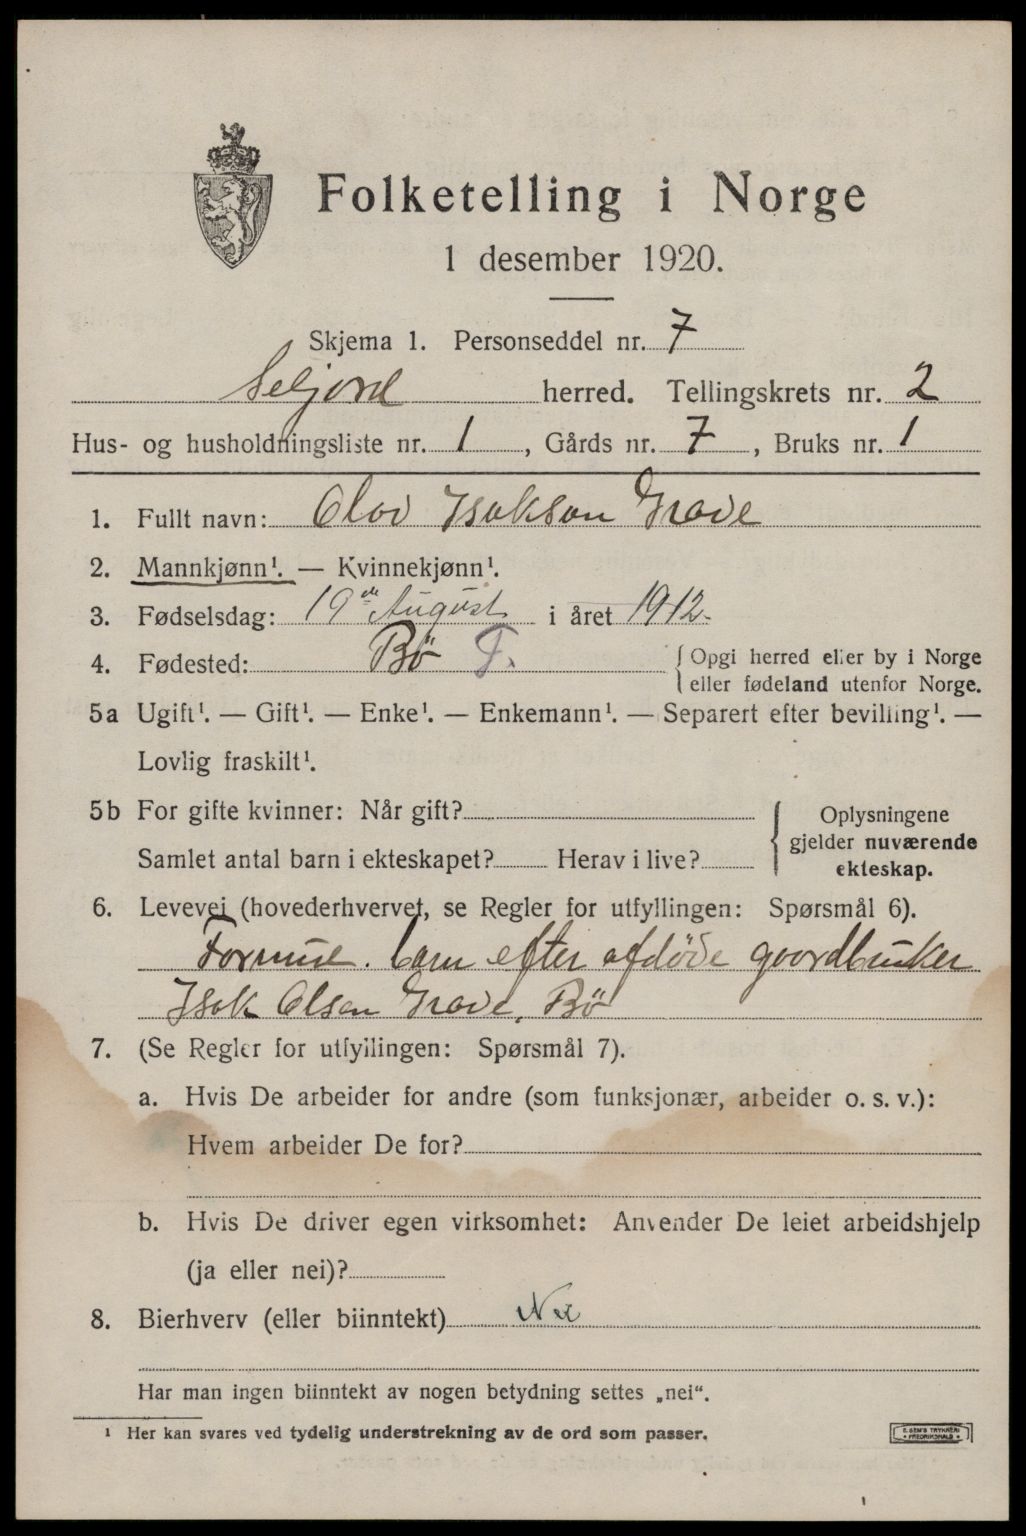 Folketelling i Norge
1 desember 1920.
Skjema 1. Personseddel nr. 7
Seljord herred. Tellingskrets nr. 2
Hus- og husholdningsliste nr. 1, Gårds nr. 7, Bruks nr. 1
1. Fullt navn: Olav Isakson Grave
2. Mannkjønn¹. — Kvinnekjønn¹.
3. Fødselsdag: 19de August i året 1912.
4. Fødested: Bø T. { Opgi herred eller by i Norge
eller fødeland utenfor Norge.
5a Ugift¹. — Gift¹. — Enke¹. — Enkemann¹. — Separert efter bevilling¹. —
Lovlig fraskilt¹.
5b For gifte kvinner: Når gift?
Samlet antal barn i ekteskapet? Herav i live?
{ Oplysningene
gjelder nuværende
ekteskap.
6. Levevei (hovederhvervet, se Regler for utfyllingen: Spørsmål 6).
Formue. barn efter afdøde gaardbruker
Isak Olsen Grave, Bø
7. (Se Regler for utfyllingen: Spørsmål 7).
a. Hvis De arbeider for andre (som funksjonær, arbeider o. s. v.):
Hvem arbeider De for?
b. Hvis De driver egen virksomhet: Anvender De leiet arbeidshjelp
(ja eller nei)?
8. Bierhverv (eller biinntekt) Nei
Har man ingen biinntekt av nogen betydning settes „nei".
¹ Her kan svares ved tydelig understrekning av de ord som passer.
E. SEM'S TRYKKERI
FREDRIKSHALD